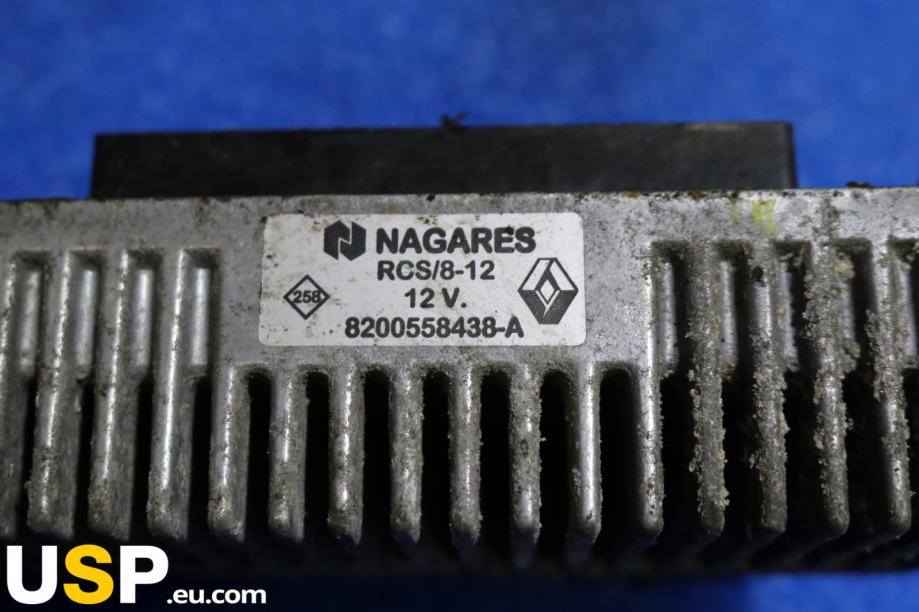 NAGARES
RCS/8-12
258
12 V.
8200558438-A
USP.eu.com